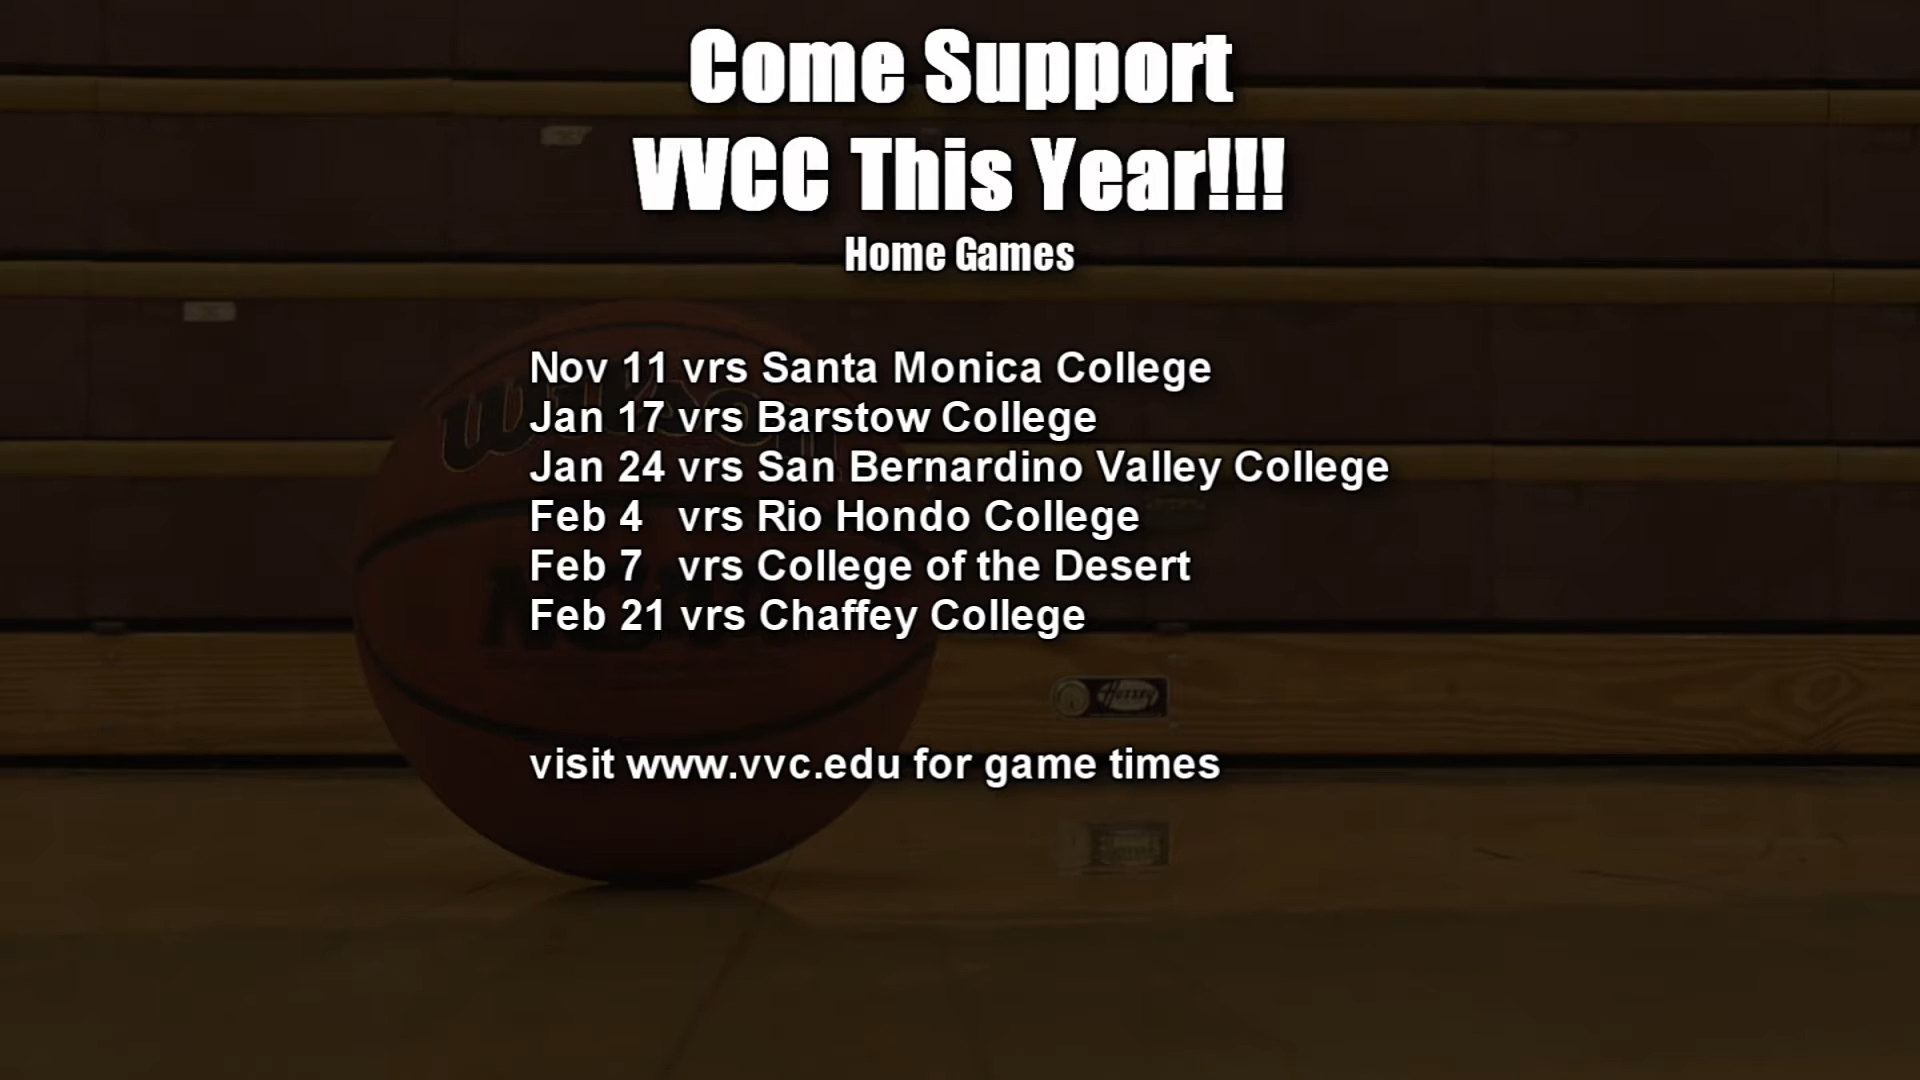 Come Support
VVCC This Year!!!
Home Games
Nov 11 vrs Santa Monica College
Jan 17 vrs Barstow College
Jan 24 vrs San Bernardino Valley College
Feb 4 vrs Rio Hondo College
Feb 7 vrs College of the Desert
Feb 21 vrs Chaffey College
visit www.vvc.edu for game times
Wilson
Hussey